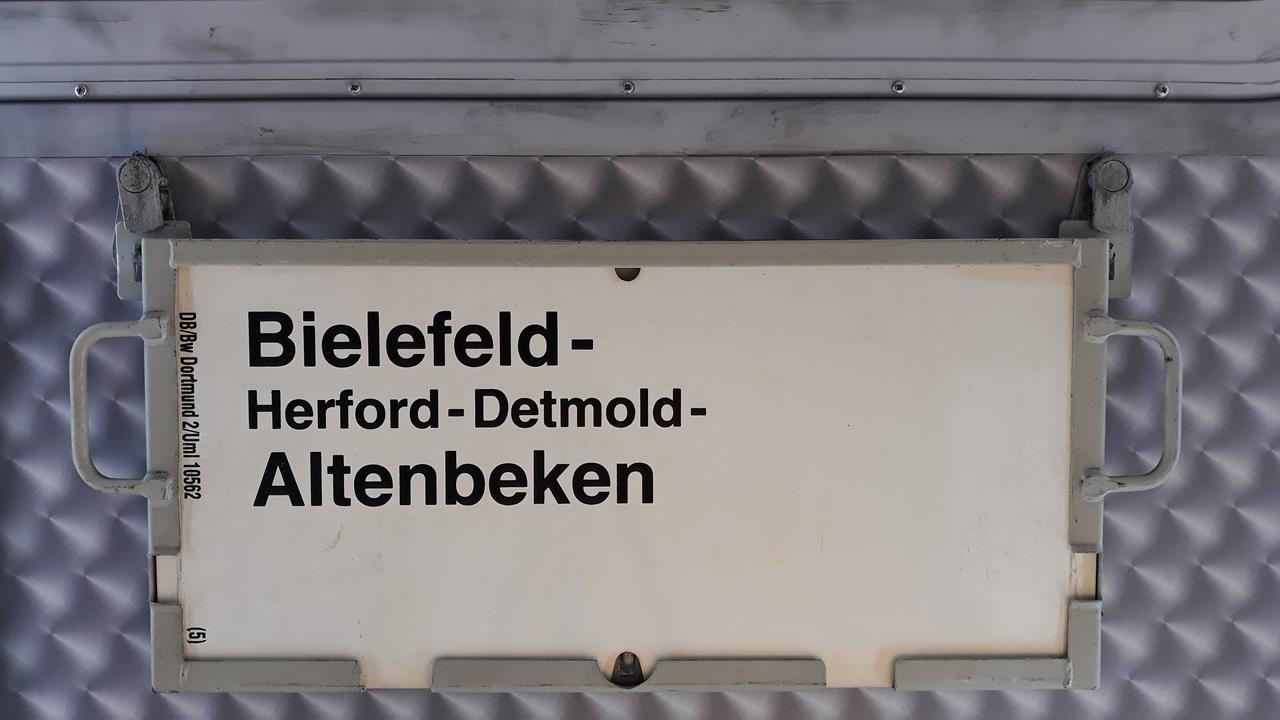 Bielefeld-
Herford-Detmold-
Altenbeken
DB/Bw Dortmund 2/Uml 10562
(5)